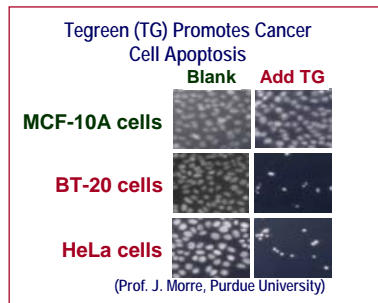 Tegreen (TG) Promotes Cancer
Cell Apoptosis
Blank Add TG
MCF-10A cells
BT-20 cells
HeLa cells
(Prof. J. Morre, Purdue University)